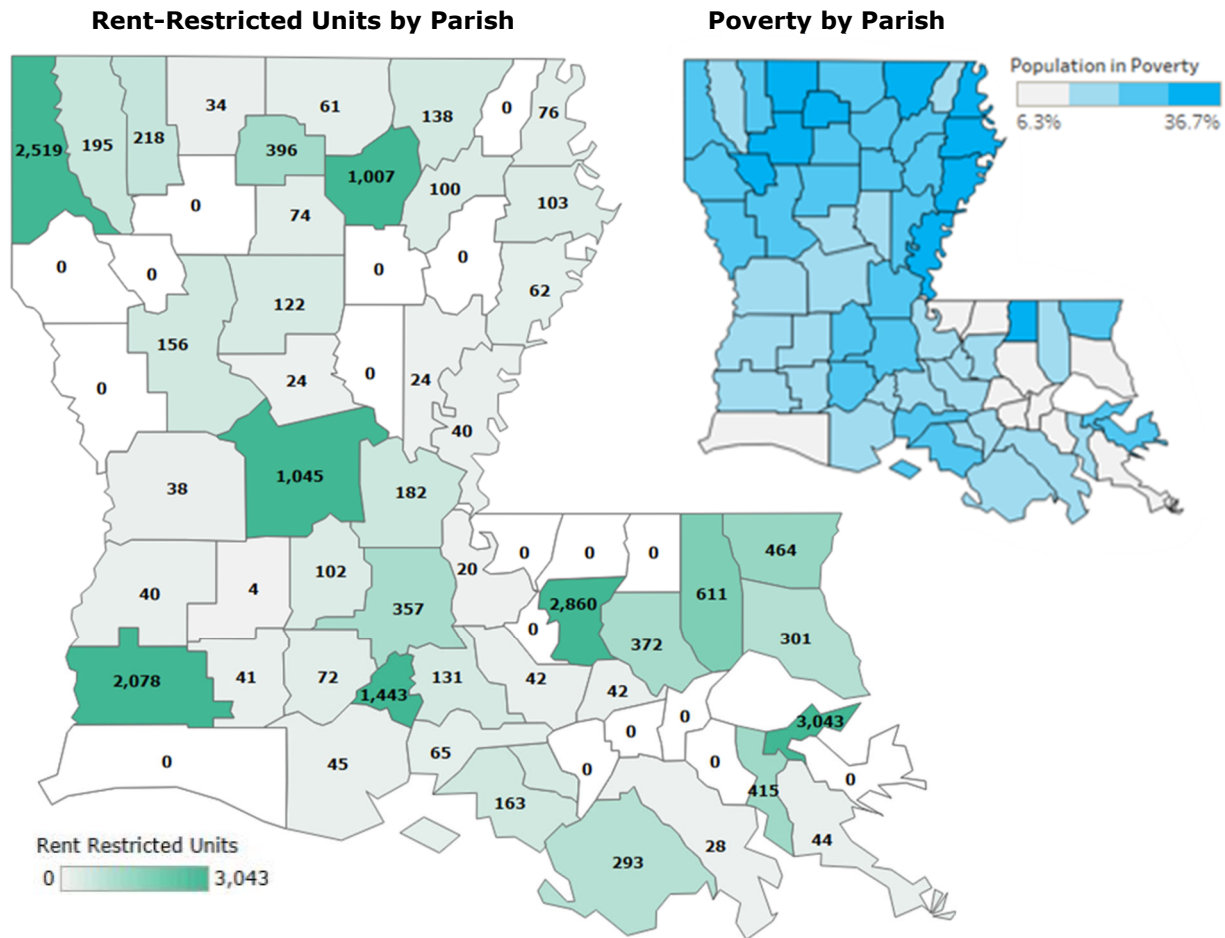 Rent-Restricted Units by Parish Poverty by Parish
Population in Poverty
6.3% 36.7%
34 61 138 0 76
2,519 195 218 396
1,007 100 103
0 74
0 0 0 0 62
122
156
0 24 0 24
40
38 1,045 182
0 0 0 464
40 4 102 20
357 2,860 611
0 372 301
2,078 41 72 1,443 131 42 42
0 3,043
0
0 45 65 0 0 0
163 415
28 44
293
Rent Restricted Units
0 3,043